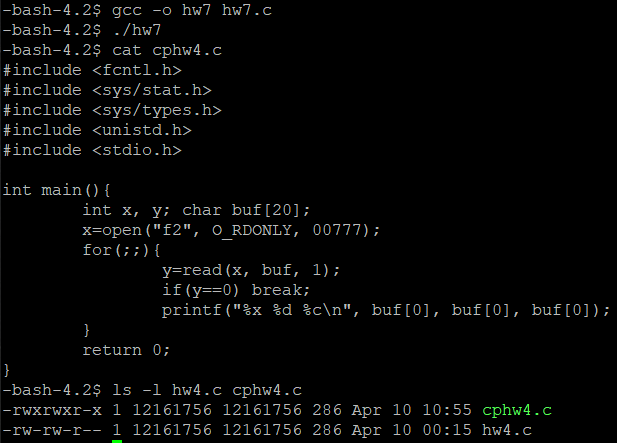 -bash-4.2$ gcc -o hw7 hw7.c
-bash-4.2$ ./hw7
-bash-4.2$ cat cphw4.c
#include <fcntl.h>
#include <sys/stat.h>
#include <sys/types.h>
#include <unistd.h>
#include <stdio.h>

int main(){
        int x, y; char buf[20];
        x=open("f2", O_RDONLY, 00777);
        for(;;){
                y=read(x, buf, 1);
                if(y==0) break;
                printf("%x %d %c\n", buf[0], buf[0], buf[0]);
        }
        return 0;
}
-bash-4.2$ ls -l hw4.c cphw4.c
-rwxrwxr-x 1 12161756 12161756 286 Apr 10 10:55 cphw4.c
-rw-rw-r-- 1 12161756 12161756 286 Apr 10 00:15 hw4.c